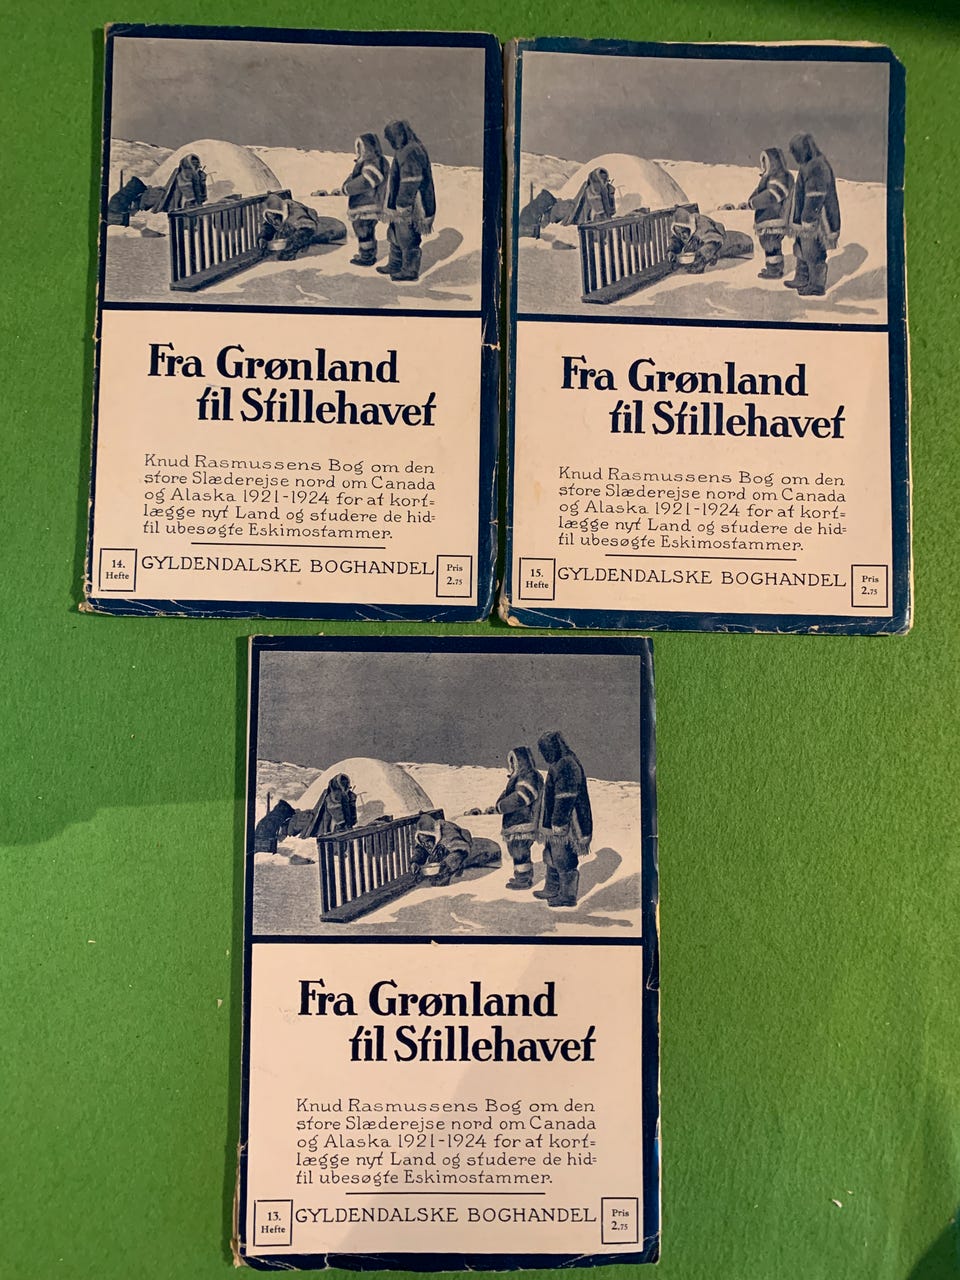 Fra Grønland
til Stillehavet
Knud Rasmussens Bog om den
store Slæderejse nord om Canada
og Alaska 1921-1924 for at kort=
lægge nyt Land og studere de hid=
til ubesøgte Eskimostammer.
14.
Hefte
GYLDENDALSKE BOGHANDEL
Pris
2.75
Fra Grønland
til Stillehavet
Knud Rasmussens Bog om den
store Slæderejse nord om Canada
og Alaska 1921-1924 for at kort=
lægge nyt Land og studere de hid=
til ubesøgte Eskimostammer.
15.
Hefte
GYLDENDALSKE BOGHANDEL
Pris
2.75
Fra Grønland
til Stillehavet
Knud Rasmussens Bog om den
store Slæderejse nord om Canada
og Alaska 1921-1924 for at kort=
lægge nyt Land og studere de hid=
til ubesøgte Eskimostammer.
13.
Hefte
GYLDENDALSKE BOGHANDEL
Pris
2.75